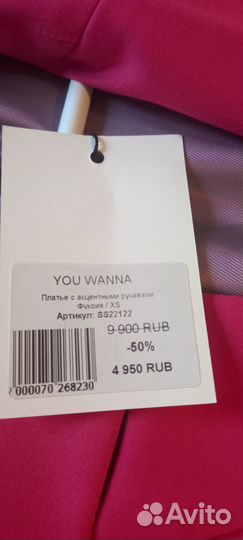 YOU WANNA
Платье с акцентными рукавами.
Фуксия / XS
Артикул: SS22122
9 900 RUB
-50%
4 950 RUB
000070 268230
Avito